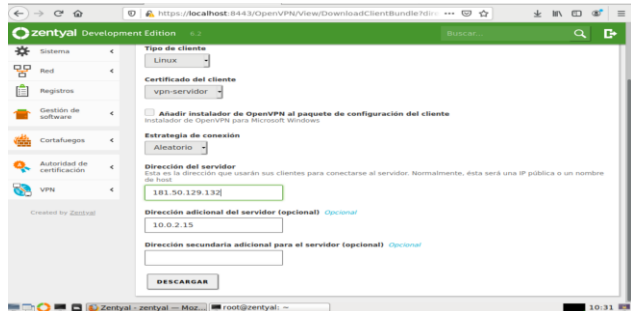 https://localhost:8443/OpenVPN/View/DownloadClientBundle?dir
zentyal Development Edition 6.2
Buscar...
Sistema
Red
Registros
Gestión de
software
Cortafuegos
Autoridad de
certificación
VPN
Created by Zentyal
Tipo de cliente
Linux
Certificado del cliente
vpn-servidor
Añadir instalador de OpenVPN al paquete de configuración del cliente
Instalador de OpenVPN para Microsoft Windows
Estrategia de conexión
Aleatorio
Dirección del servidor
Esta es la dirección que usarán sus clientes para conectarse al servidor. Normalmente, ésta será una IP pública o un nombre
de host
181.50.129.132
Dirección adicional del servidor (opcional) Opcional
10.0.2.15
Dirección secundaria adicional para el servidor (opcional) Opcional
DESCARGAR
Zentyal - zentyal — Moz...
root@zentyal: ~
10:31